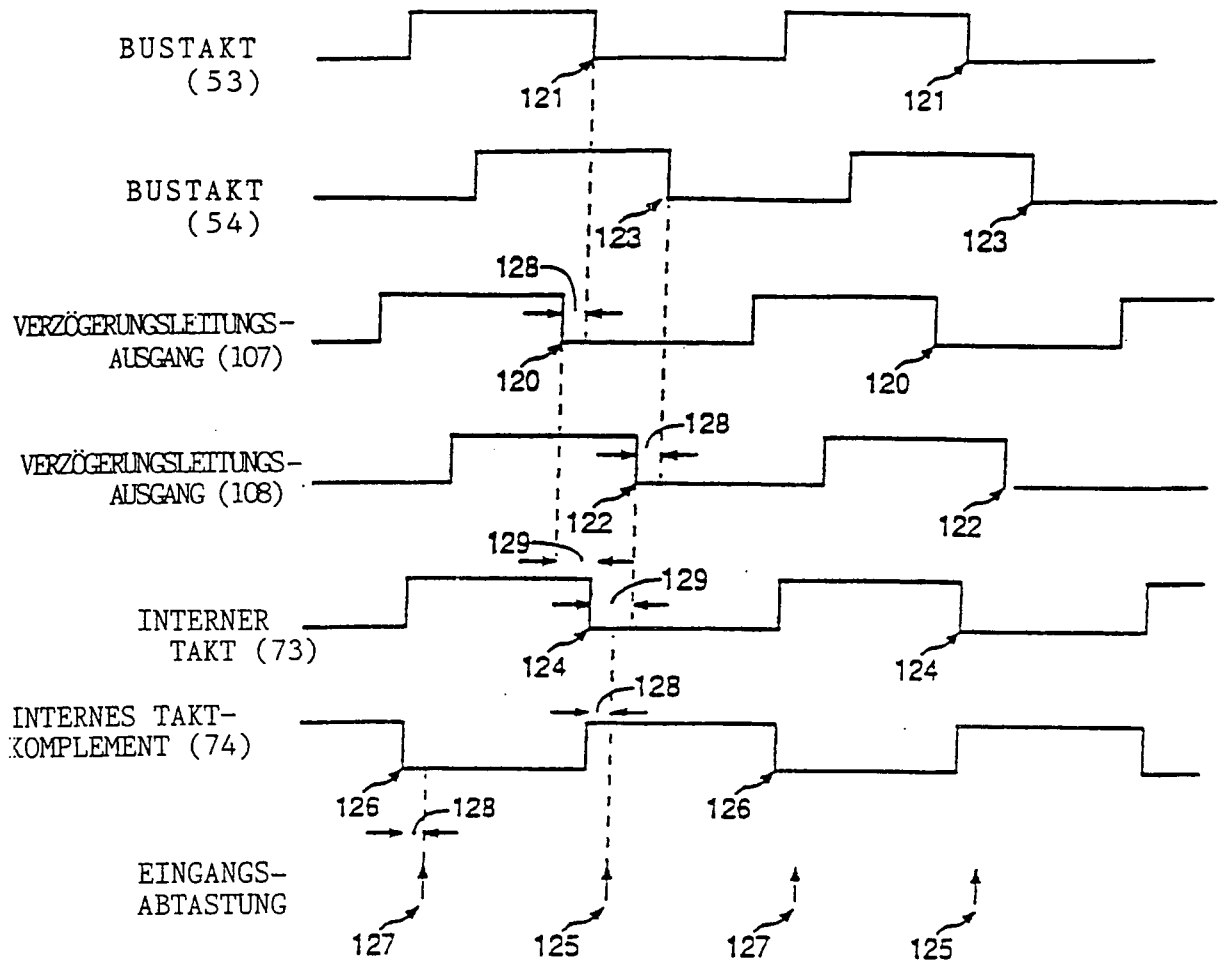 BUSTAKT
(53)
121
121
BUSTAKT
(54)
123
123
128
VERZÖGERUNGSLEITUNGS-
AUSGANG (107)
120
120
128
VERZÖGERUNGSLEITUNGS-
AUSGANG (108)
122
122
129
129
INTERNER
TAKT (73)
124
124
128
INTERNES TAKT-
KOMPLEMENT (74)
126
126
128
EINGANGS-
ABTASTUNG
127
125
127
125